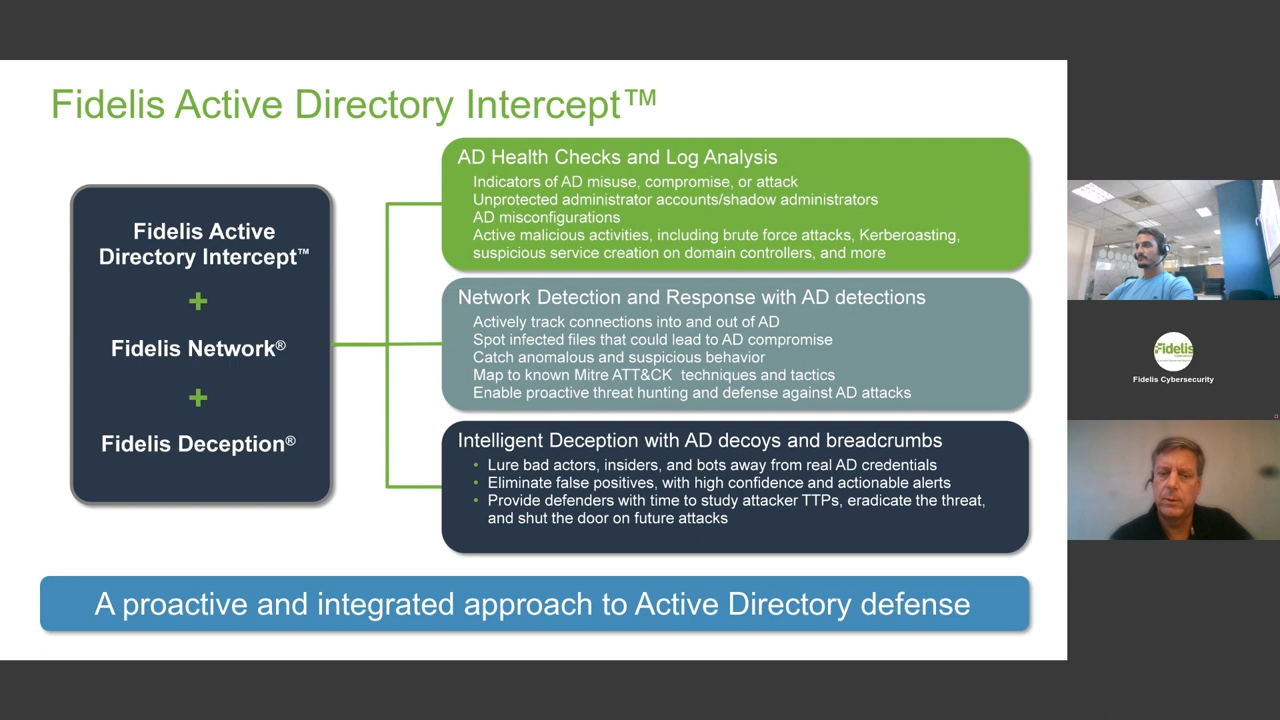 Fidelis Active Directory Intercept™
Fidelis Active
Directory Intercept™
+
Fidelis Network®
+
Fidelis Deception®
AD Health Checks and Log Analysis
Indicators of AD misuse, compromise, or attack
Unprotected administrator accounts/shadow administrators
AD misconfigurations
Active malicious activities, including brute force attacks, Kerberoasting,
suspicious service creation on domain controllers, and more
Network Detection and Response with AD detections
Actively track connections into and out of AD
Spot infected files that could lead to AD compromise
Catch anomalous and suspicious behavior
Map to known Mitre ATT&CK techniques and tactics
Enable proactive threat hunting and defense against AD attacks
Intelligent Deception with AD decoys and breadcrumbs
• Lure bad actors, insiders, and bots away from real AD credentials
• Eliminate false positives, with high confidence and actionable alerts
• Provide defenders with time to study attacker TTPs, eradicate the threat,
and shut the door on future attacks
A proactive and integrated approach to Active Directory defense
Fidelis
Fidelis Cybersecurity